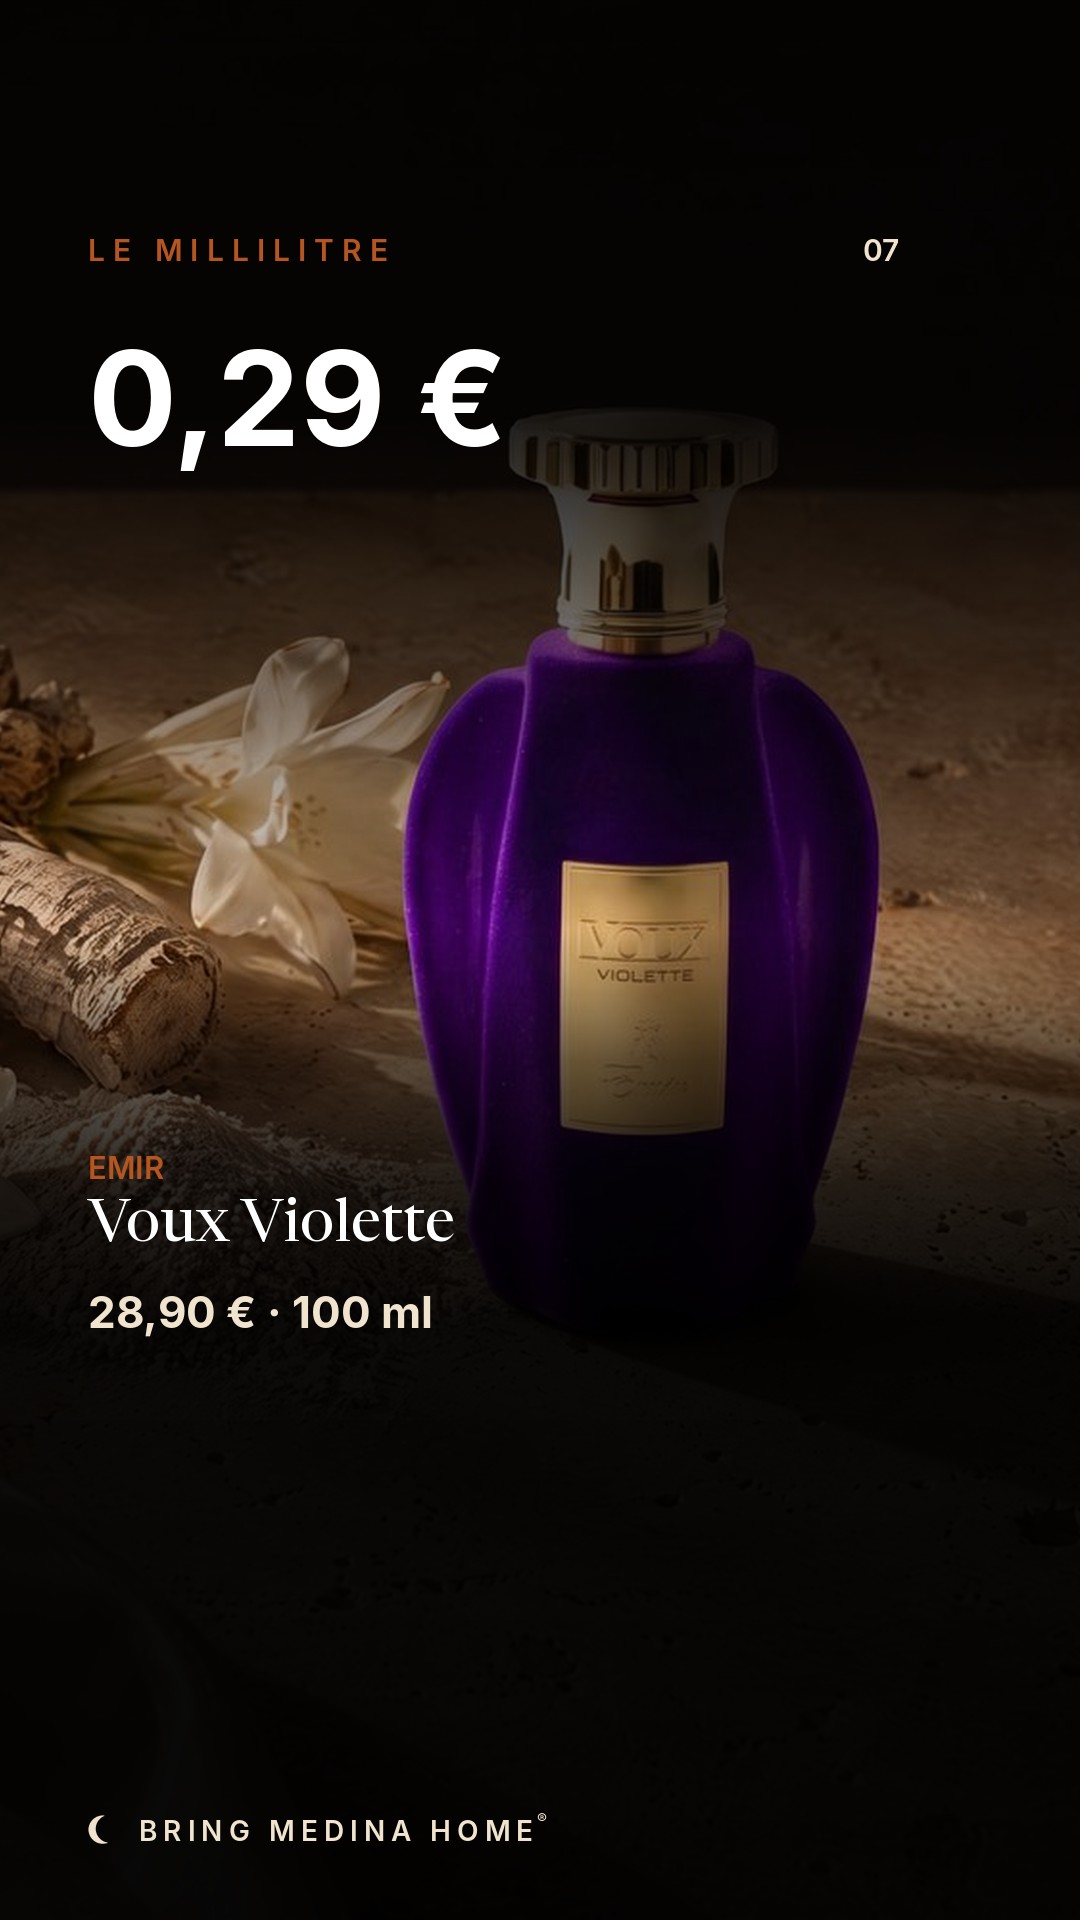 LE MILLILITRE
07
0,29 €
VOUX
VIOLETTE
EMIR
Voux Violette
28,90 € · 100 ml
BRING MEDINA HOME®